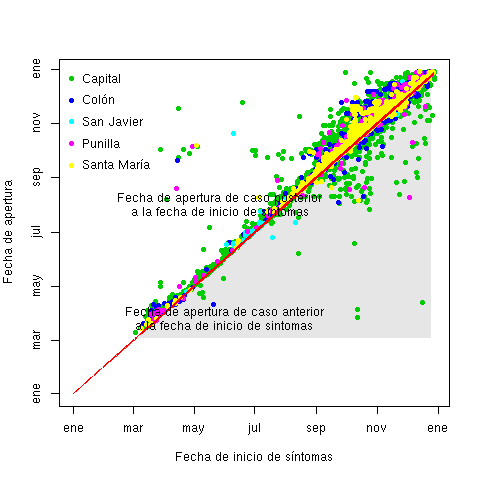 Capital
Colón
San Javier
Punilla
Santa María
Fecha de apertura de caso posterior
a la fecha de inicio de sintomas
Fecha de apertura de caso anterior
a la fecha de inicio de sintomas
Fecha de apertura
ene
mar
may
jul
sep
nov
ene
ene
mar
may
jul
sep
nov
ene
Fecha de inicio de síntomas